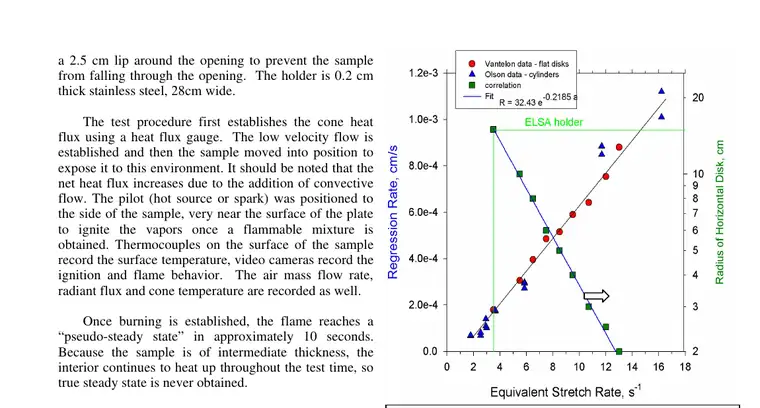 a 2.5 cm lip around the opening to prevent the sample
from falling through the opening. The holder is 0.2 cm
thick stainless steel, 28cm wide.
The test procedure first establishes the cone heat
flux using a heat flux gauge. The low velocity flow is
established and then the sample moved into position to
expose it to this environment. It should be noted that the
net heat flux increases due to the addition of convective
flow. The pilot (hot source or spark) was positioned to
the side of the sample, very near the surface of the plate
to ignite the vapors once a flammable mixture is
obtained. Thermocouples on the surface of the sample
record the surface temperature, video cameras record the
ignition and flame behavior. The air mass flow rate,
radiant flux and cone temperature are recorded as well.
Once burning is established, the flame reaches a
“pseudo-steady state” in approximately 10 seconds.
Because the sample is of intermediate thickness, the
interior continues to heat up throughout the test time, so
true steady state is never obtained.
Vantelon data - flat disks
Olson data - cylinders
correlation
Fit
R = 32.43 e-0.2185 a
ELSA holder
Regression Rate, cm/s
1.2e-3
1.0e-3
8.0e-4
6.0e-4
4.0e-4
2.0e-4
0.0
0 2 4 6 8 10 12 14 16 18
Equivalent Stretch Rate, s-1
20
10
9
8
7
6
5
4
3
2
Radius of Horizontal Disk, cm